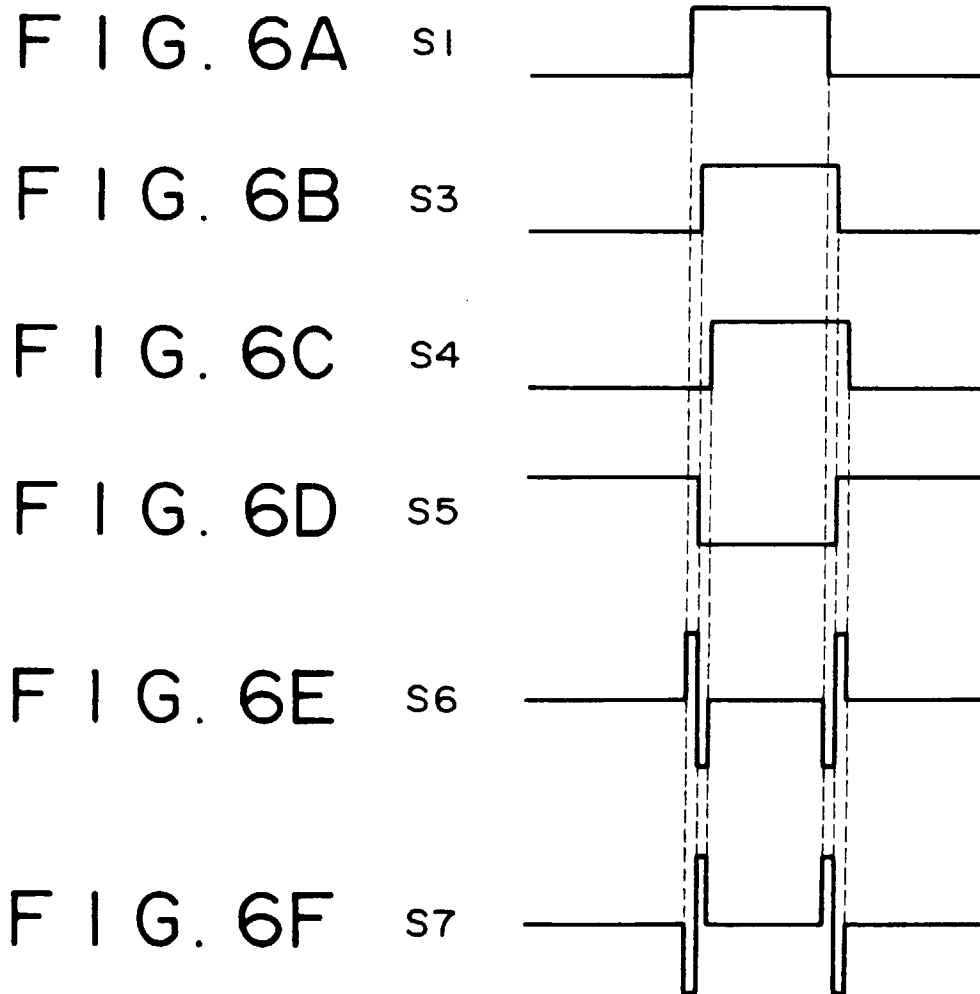 FIG. 6A S1
FIG. 6B S3
FIG. 6C S4
FIG. 6D S5
FIG. 6E S6
FIG. 6F S7